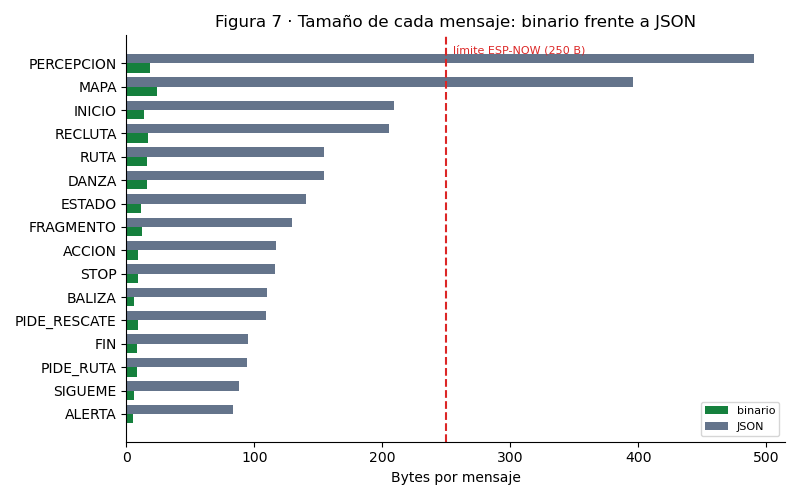 Figura 7 · Tamaño de cada mensaje: binario frente a JSON
límite ESP-NOW (250 B)
PERCEPCION
MAPA
INICIO
RECLUTA
RUTA
DANZA
ESTADO
FRAGMENTO
ACCION
STOP
BALIZA
PIDE_RESCATE
FIN
PIDE_RUTA
SIGUEME
ALERTA
binario
JSON
0 100 200 300 400 500
Bytes por mensaje